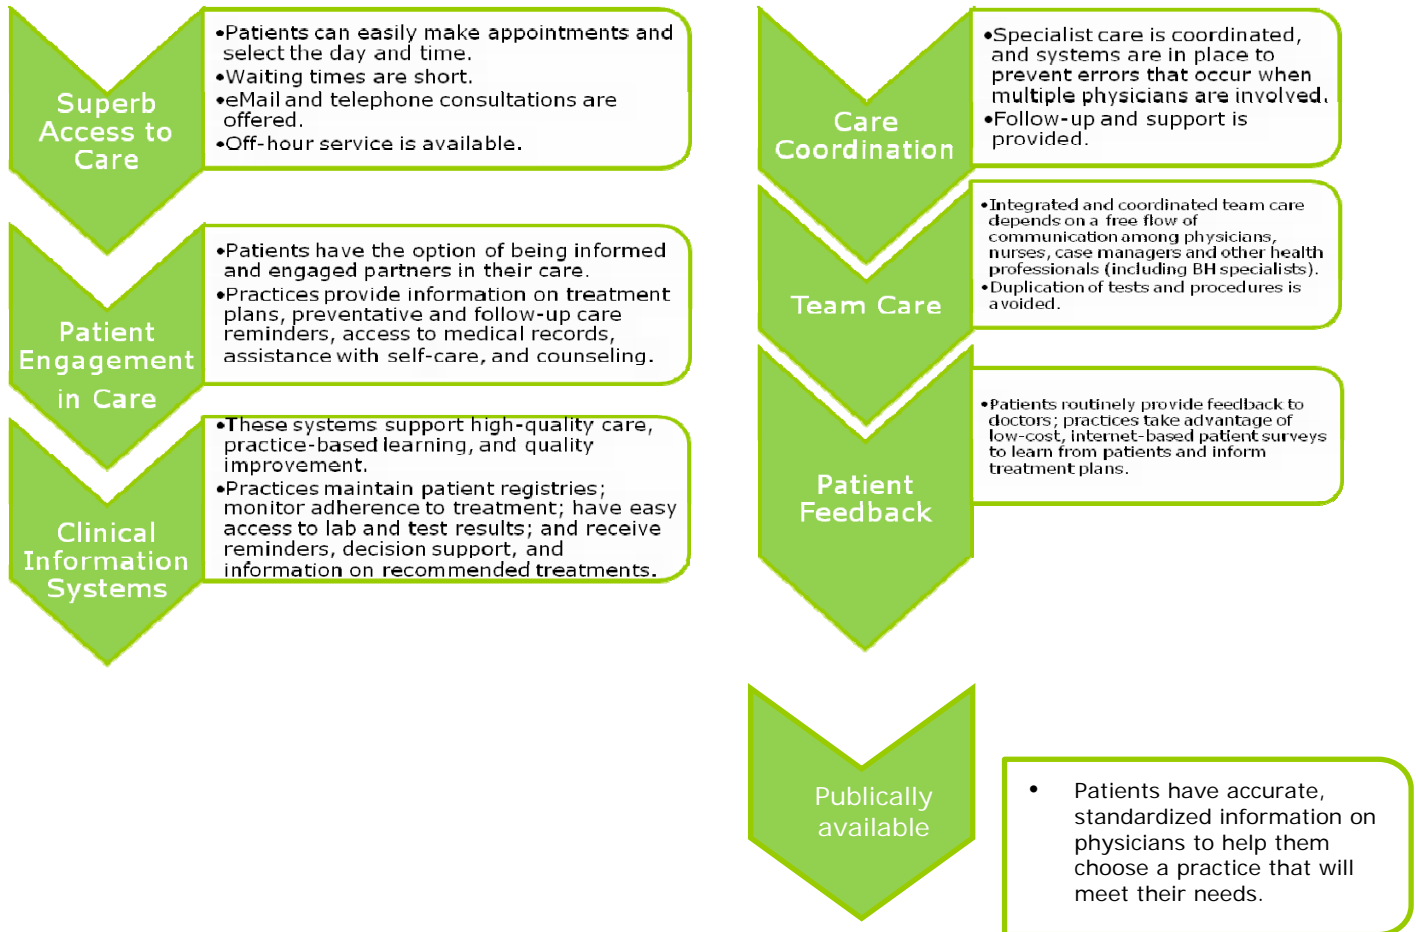 Superb
Access to
Care
•Patients can easily make appointments and
select the day and time.
•Waiting times are short.
•eMail and telephone consultations are
offered.
•Off-hour service is available.
Patient
Engagement
in Care
•Patients have the option of being informed
and engaged partners in their care.
•Practices provide information on treatment
plans, preventative and follow-up care
reminders, access to medical records,
assistance with self-care, and counseling.
Clinical
Information
Systems
•These systems support high-quality care,
practice-based learning, and quality
improvement.
•Practices maintain patient registries;
monitor adherence to treatment; have easy
access to lab and test results; and receive
reminders, decision support, and
information on recommended treatments.
Care
Coordination
•Specialist care is coordinated,
and systems are in place to
prevent errors that occur when
multiple physicians are involved.
•Follow-up and support is
provided.
Team Care
•Integrated and coordinated team care
depends on a free flow of
communication among physicians,
nurses, case managers and other health
professionals (including BH specialists).
•Duplication of tests and procedures is
avoided.
Patient
Feedback
•Patients routinely provide feedback to
doctors; practices take advantage of
low-cost, internet-based patient surveys
to learn from patients and inform
treatment plans.
Publically
available
• Patients have accurate,
standardized information on
physicians to help them
choose a practice that will
meet their needs.